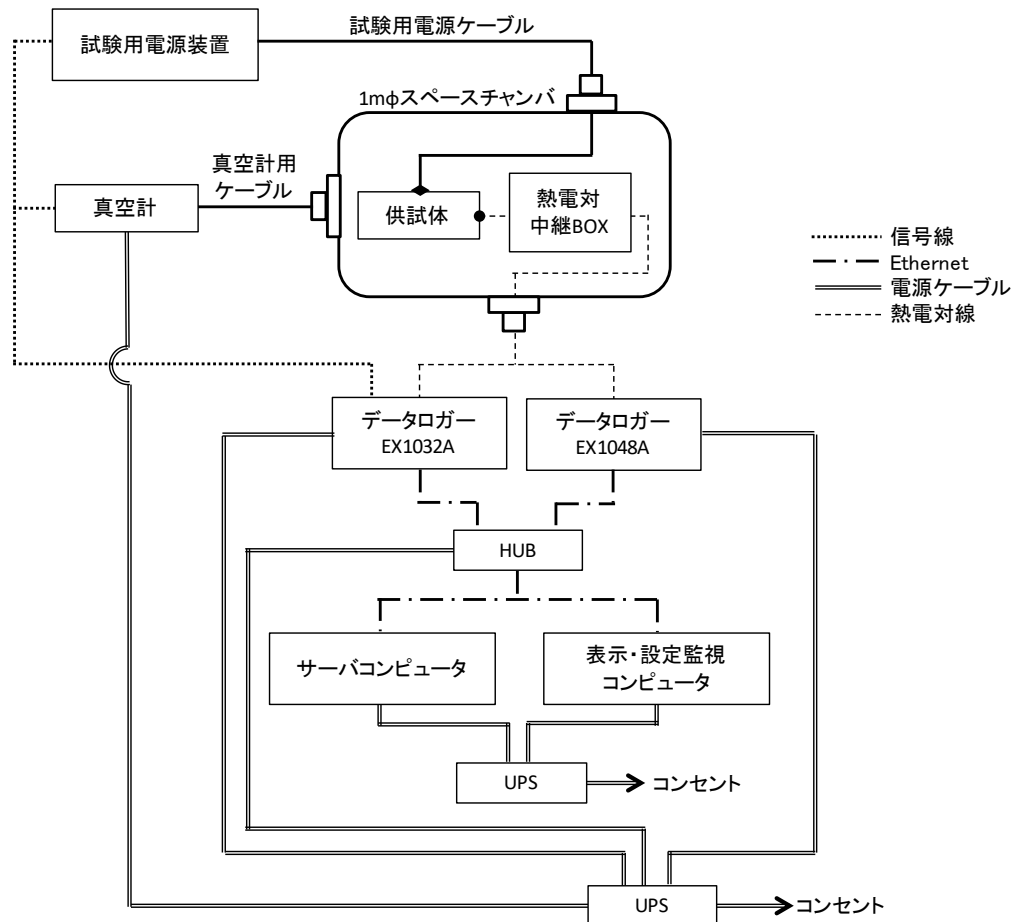 試験用電源装置
試験用電源ケーブル
1mφスペースチャンバ
真空計用
ケーブル
真空計
供試体
熱電対
中継BOX
信号線
Ethernet
電源ケーブル
熱電対線
データロガー
EX1032A
データロガー
EX1048A
HUB
サーバコンピュータ
表示・設定監視
コンピュータ
UPS
コンセント
UPS
コンセント